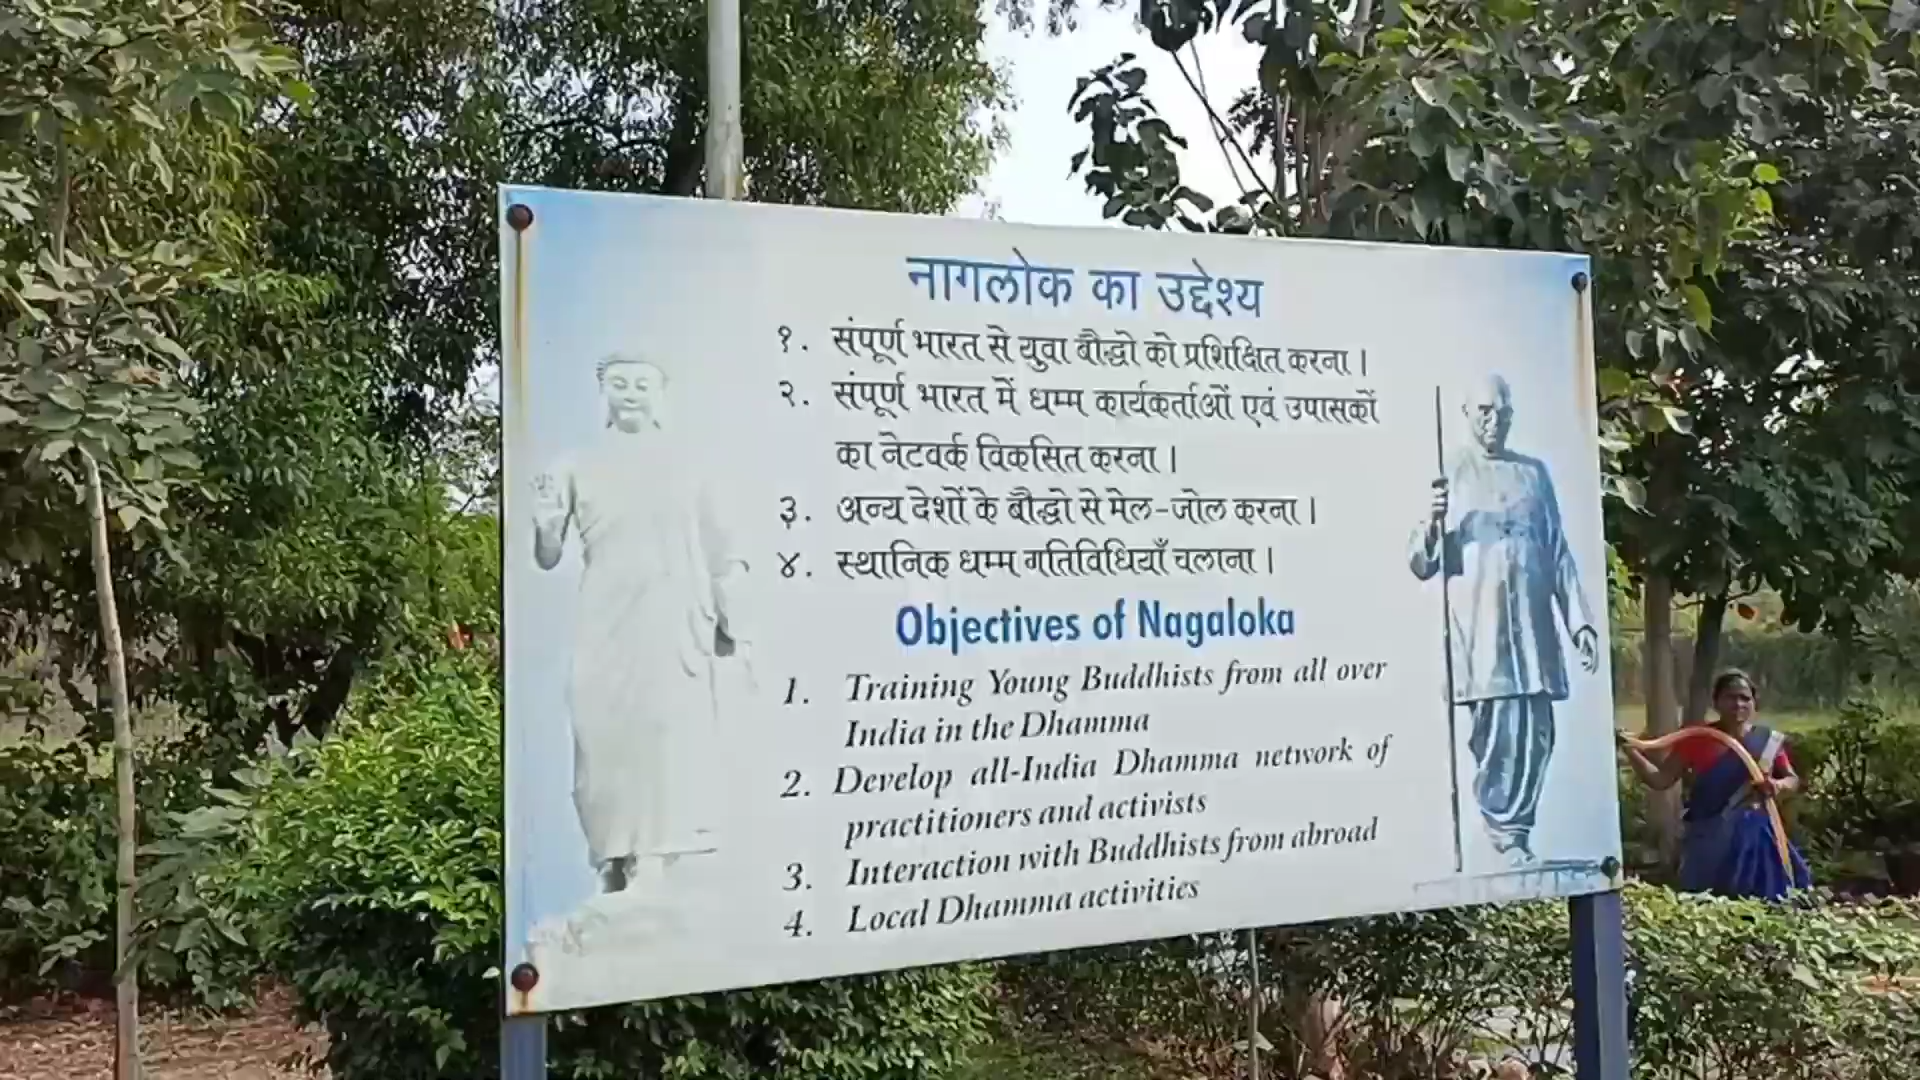 नागलोक का उद्देश्य
१. संपूर्ण भारत से युवा बौद्धो को प्रशिक्षित करना।
२. संपूर्ण भारत में धम्म कार्यकर्ताओं एवं उपासकों
का नेटवर्क विकसित करना।
३. अन्य देशों के बौद्धो से मेल-जोल करना।
४. स्थानिक धम्म गतिविधियाँ चलाना।
Objectives of Nagaloka
1. Training Young Buddhists from all over
India in the Dhamma
2. Develop all-India Dhamma network of
practitioners and activists
3. Interaction with Buddhists from abroad
4. Local Dhamma activities